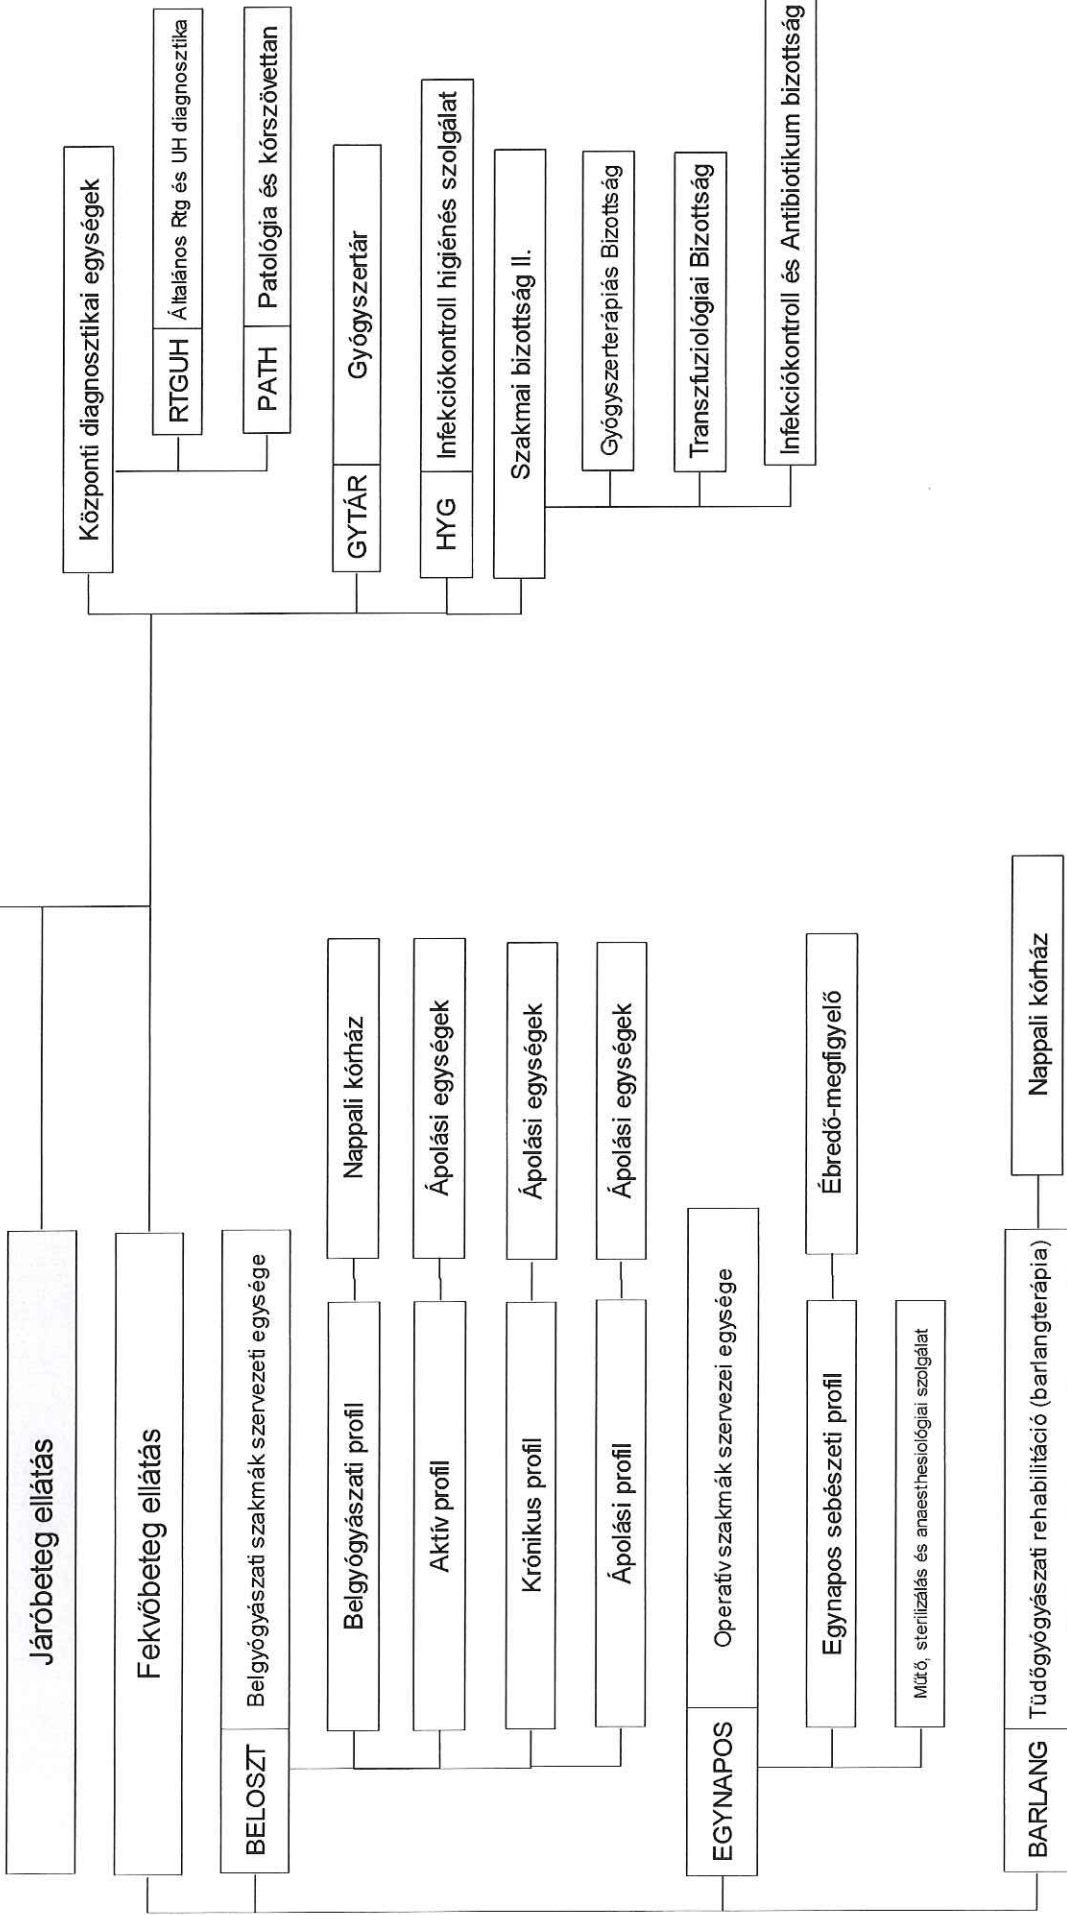 Járóbeteg ellátás
Fekvőbeteg ellátás
BELOSZT Belgyógyászati szakmák szervezeti egysége
Belgyógyászati profil
Nappali kórház
Aktív profil
Ápolási egységek
Krónikus profil
Ápolási egységek
Ápolási profil
Ápolási egységek
EGYNAPOS Operatív szakmák szervezei egysége
Egynapos sebészeti profil
Ébredő-megfigyelő
Műtő, sterilizálás és anaesthesiológiai szolgálat
BARLANG Tüdőgyógyászati rehabilitáció (barlangterápia)
Nappali kórház
Központi diagnosztikai egységek
RTGUH Általános Rtg és UH diagnosztika
PATH Patológia és kórszövettan
GYTÁR Gyógyszertár
HYG Infekciókontroll higiénés szolgálat
Szakmai bizottság II.
Gyógyszerterápiás Bizottság
Transzfuziológiai Bizottság
Infekciókontroll és Antibiotikum bizottság